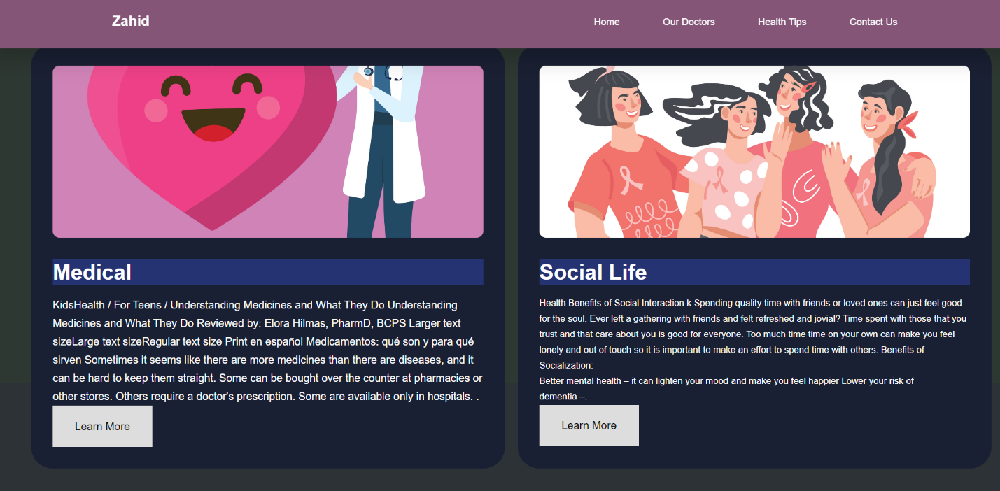 Zahid
Home
Our Doctors
Health Tips
Contact Us
Medical
KidsHealth / For Teens / Understanding Medicines and What They Do Understanding
Medicines and What They Do Reviewed by: Elora Hilmas, PharmD, BCPS Larger text
sizeLarge text sizeRegular text size Print en español Medicamentos: qué son y para qué
sirven Sometimes it seems like there are more medicines than there are diseases, and it
can be hard to keep them straight. Some can be bought over the counter at pharmacies or
other stores. Others require a doctor's prescription. Some are available only in hospitals. .
Learn More
Social Life
Health Benefits of Social Interaction k Spending quality time with friends or loved ones can just feel good
for the soul. Ever left a gathering with friends and felt refreshed and jovial? Time spent with those that you
trust and that care about you is good for everyone. Too much time time on your own can make you feel
lonely and out of touch so it is important to make an effort to spend time with others. Benefits of
Socialization:
Better mental health – it can lighten your mood and make you feel happier Lower your risk of
dementia –.
Learn More